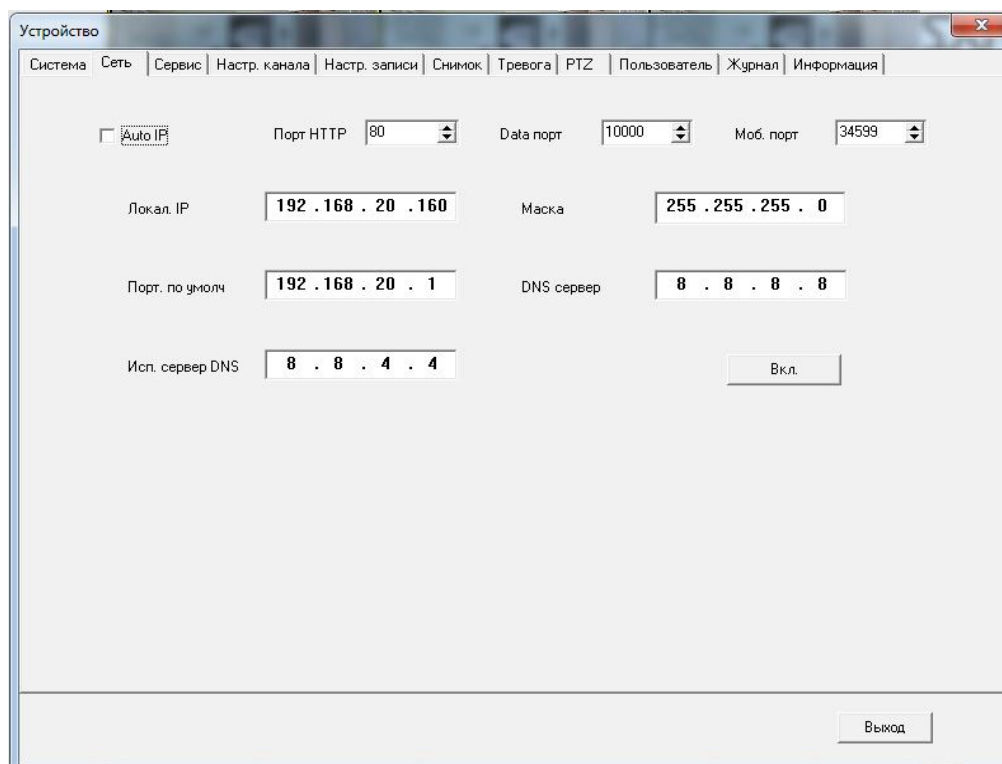 Устройство
Система Сеть Сервис Настр. канала Настр. записи Снимок Тревога PTZ Пользователь Журнал Информация
Auto IP Порт HTTP 80 Data порт 10000 Моб. порт 34599
Локал. IP 192 .168 . 20 .160 Маска 255 .255 .255 . 0
Порт. по умолч 192 .168 . 20 . 1 DNS сервер 8 . 8 . 8 . 8
Исп. сервер DNS 8 . 8 . 4 . 4 Вкл.
Выход